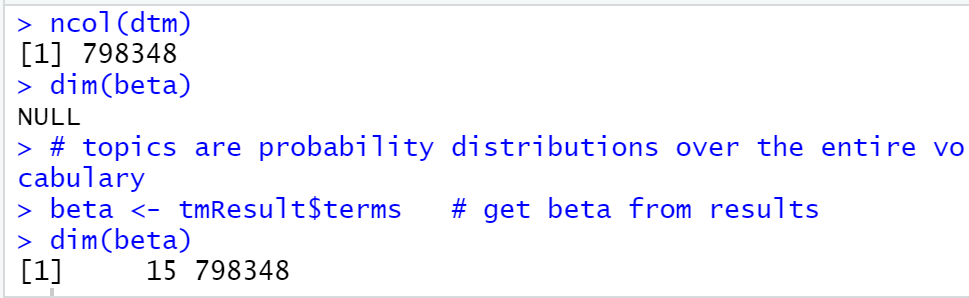 > ncol(dtm)
[1] 798348
> dim(beta)
NULL
> # topics are probability distributions over the entire vo
cabulary
> beta <- tmResult$terms   # get beta from results
> dim(beta)
[1]     15 798348